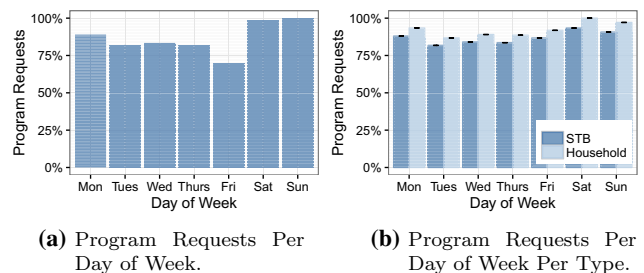 100%
75%
50%
25%
0%
Program Requests
Mon Tues Wed Thurs Fri Sat Sun
Day of Week
(a) Program Requests Per
Day of Week.
100%
75%
50%
25%
0%
Program Requests
STB
Household
Mon Tues Wed Thurs Fri Sat Sun
Day of Week
(b) Program Requests Per
Day of Week Per Type.